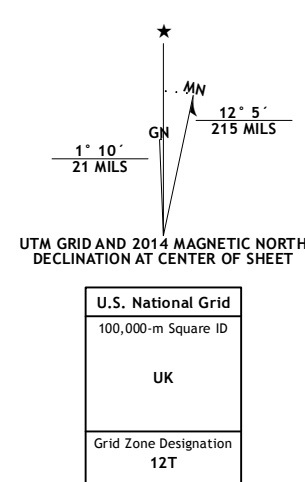 ★
MN
GN
12° 5´
215 MILS
1° 10´
21 MILS
UTM GRID AND 2014 MAGNETIC NORTH
DECLINATION AT CENTER OF SHEET
U.S. National Grid
100,000-m Square ID
UK
Grid Zone Designation
12T